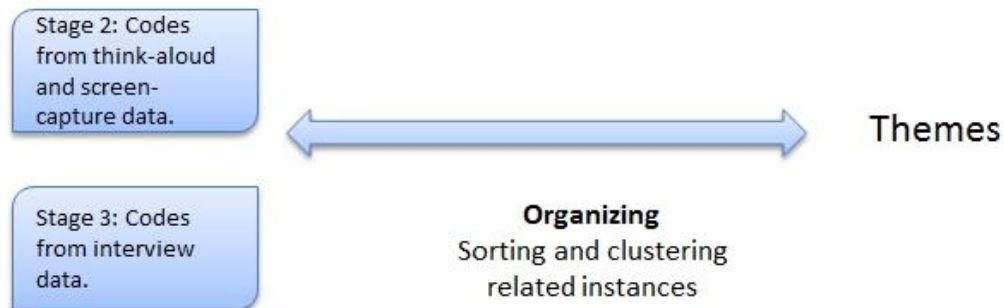 Stage 2: Codes
from think-aloud
and screen-
capture data.
Themes
Stage 3: Codes
from interview
data.
Organizing
Sorting and clustering
related instances